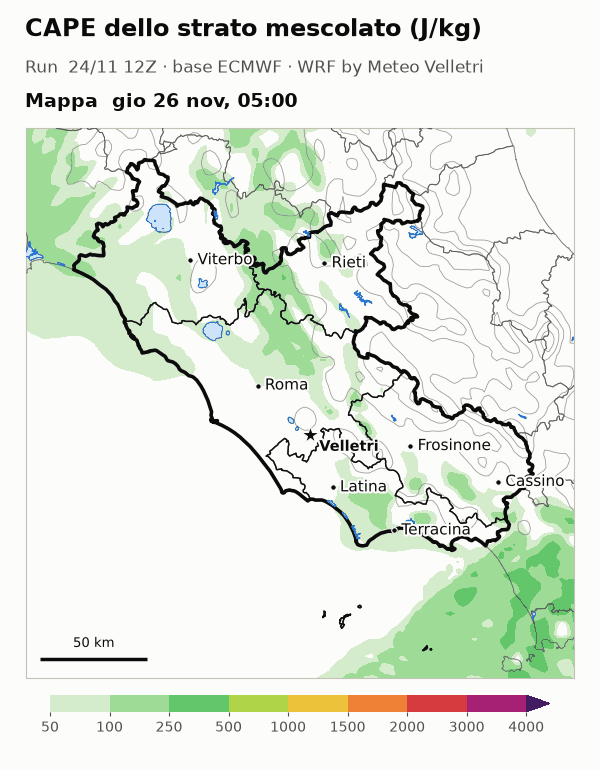 CAPE dello strato mescolato (J/kg)
Run  24/11 12Z · base ECMWF · WRF by Meteo Velletri
Mappa  gio 26 nov, 05:00
Viterbo
Rieti
Roma
Velletri
Frosinone
Latina
Cassino
Terracina
50 km
50 100 250 500 1000 1500 2000 3000 4000